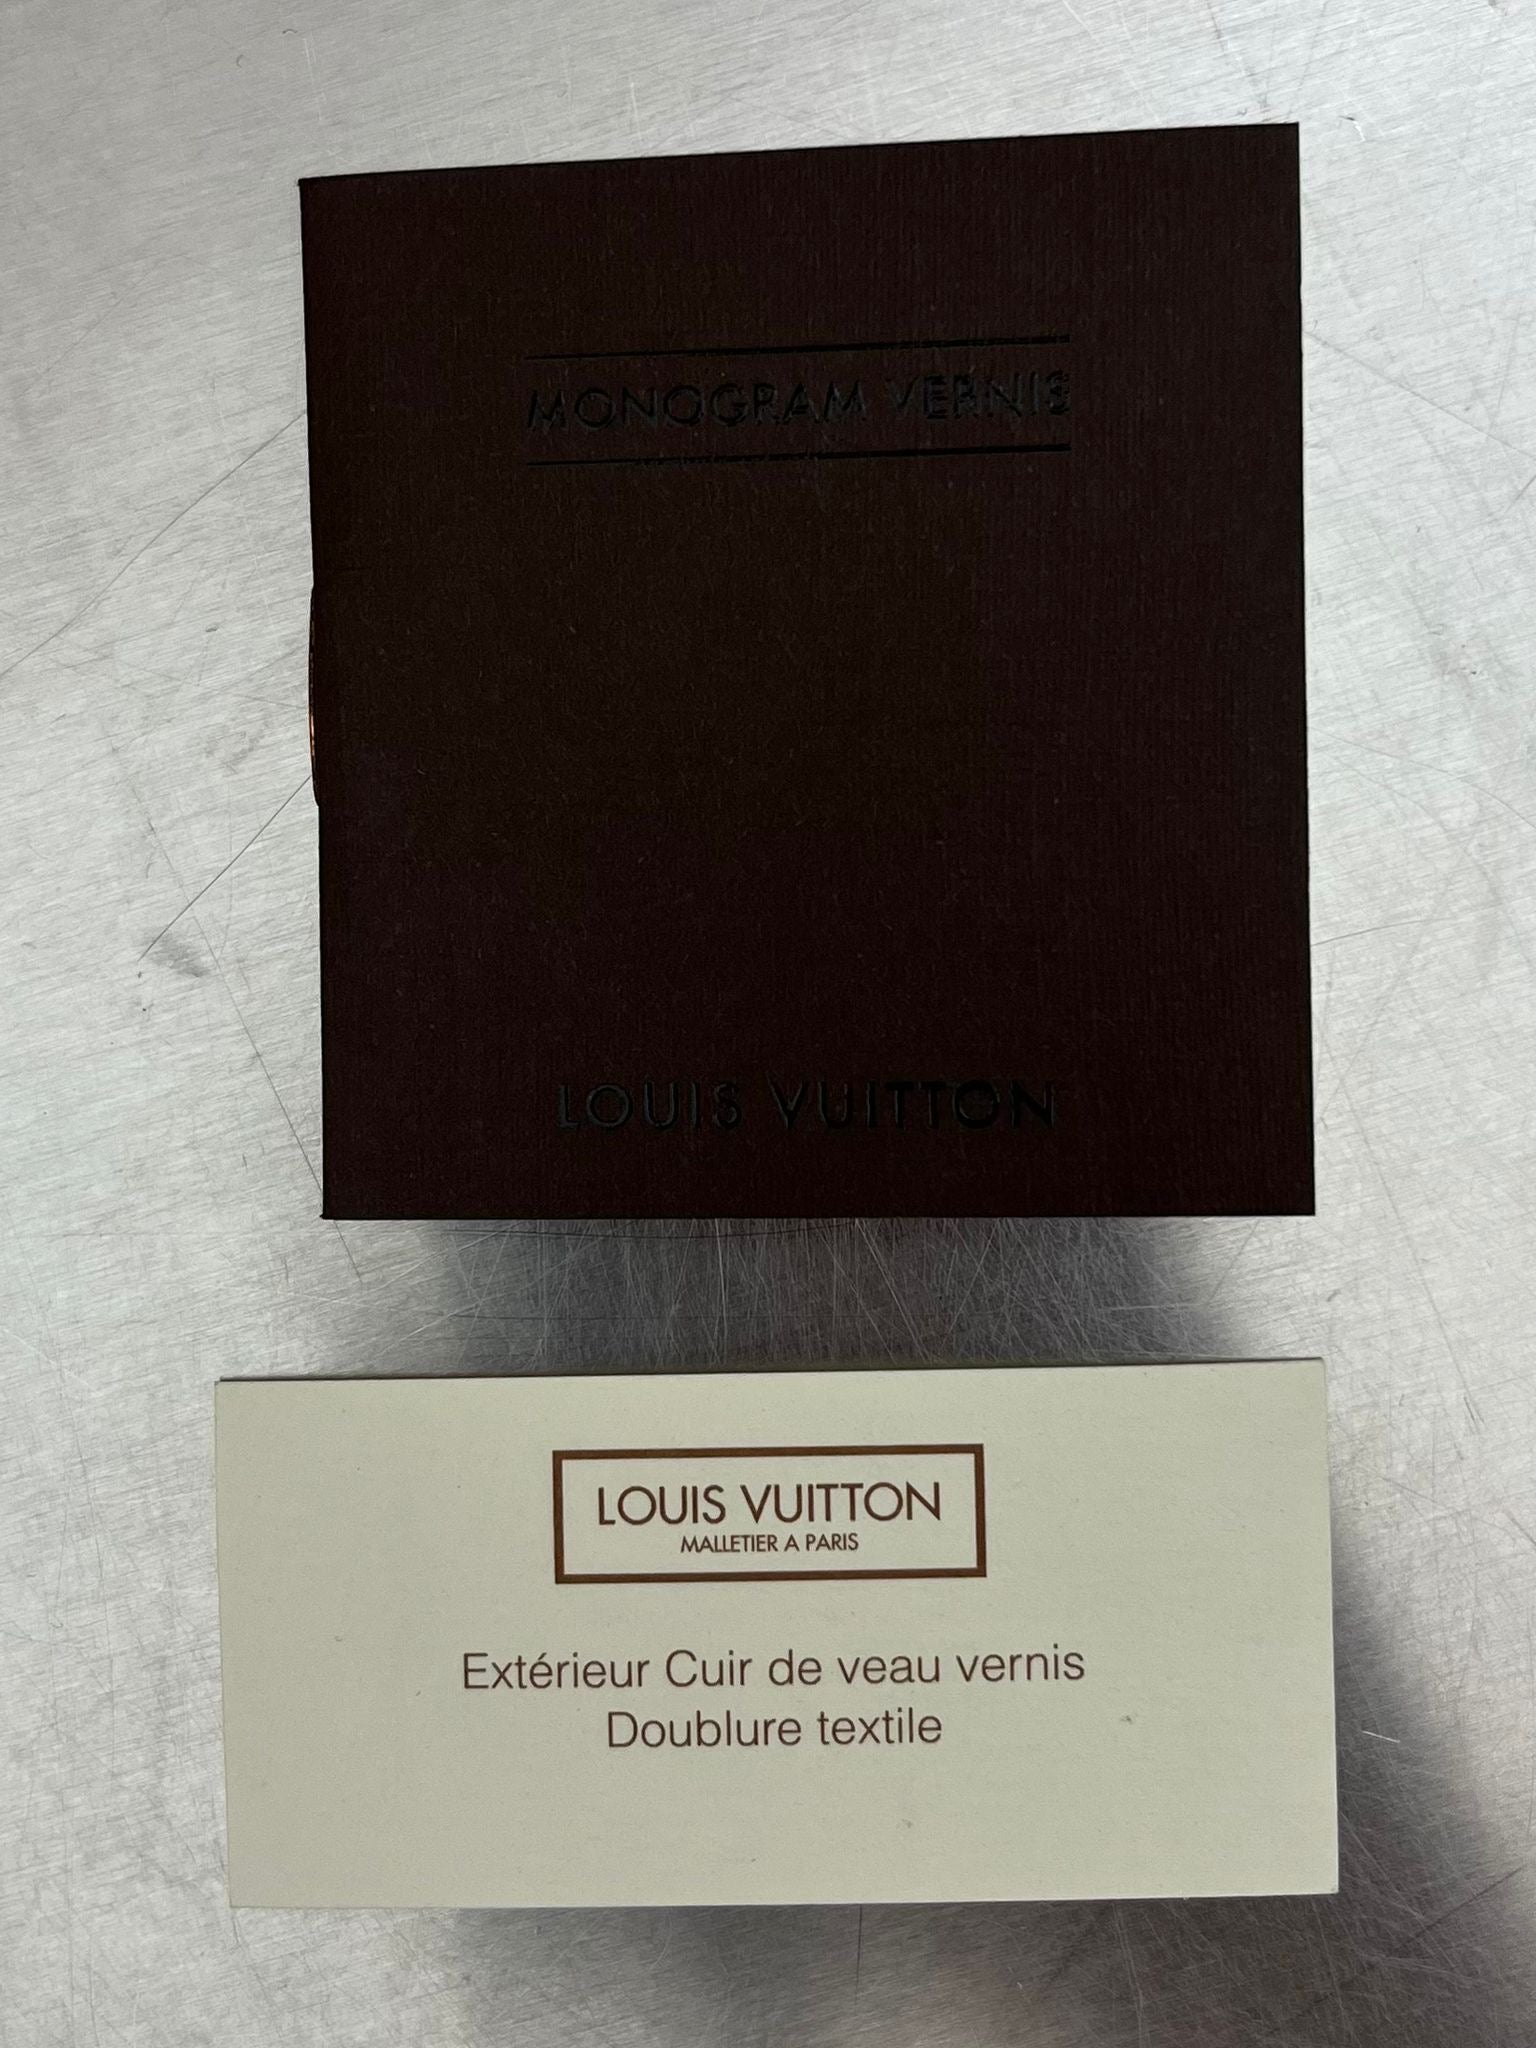 MONOGRAM VERNIS
LOUIS VUITTON
LOUIS VUITTON
MALLETIER A PARIS
Extérieur Cuir de veau vernis
Doublure textile